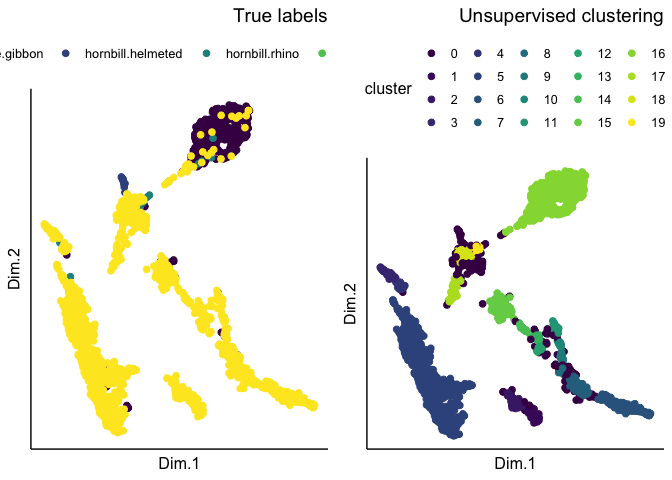 True labels
e.gibbon hornbill.helmeted hornbill.rhino
Dim.2
Dim.1
Unsupervised clustering
cluster
0 4 8 12 16
1 5 9 13 17
2 6 10 14 18
3 7 11 15 19
Dim.2
Dim.1